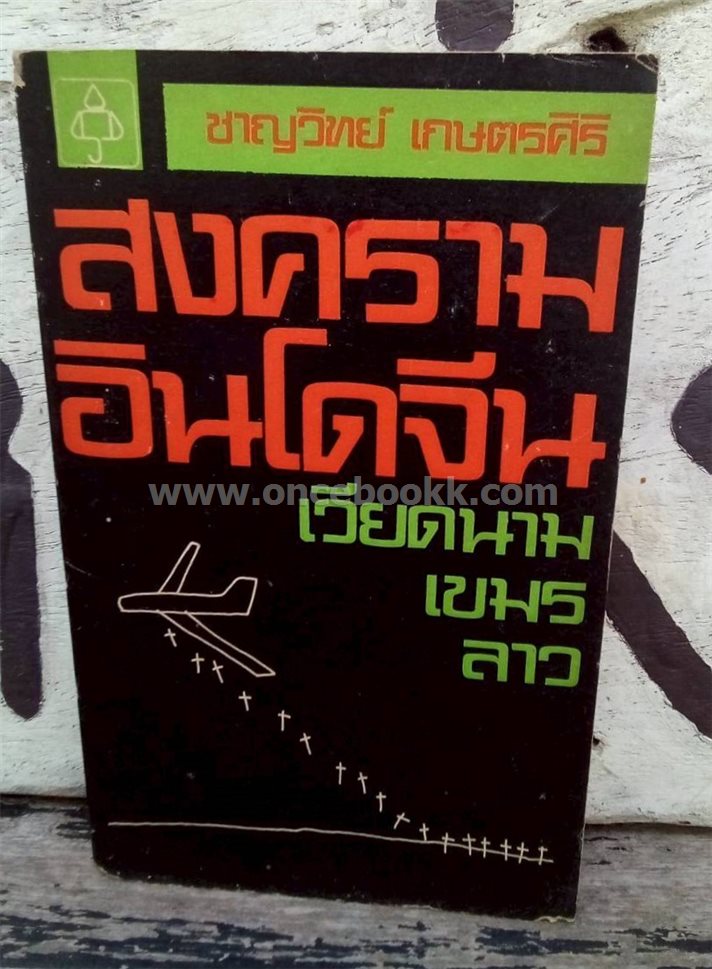 ชาญวิทย์ เกษตรศิริ
สงคราม
อินโดจีน
www.oncebookk.com
เวียดนาม
เขมร
ลาว